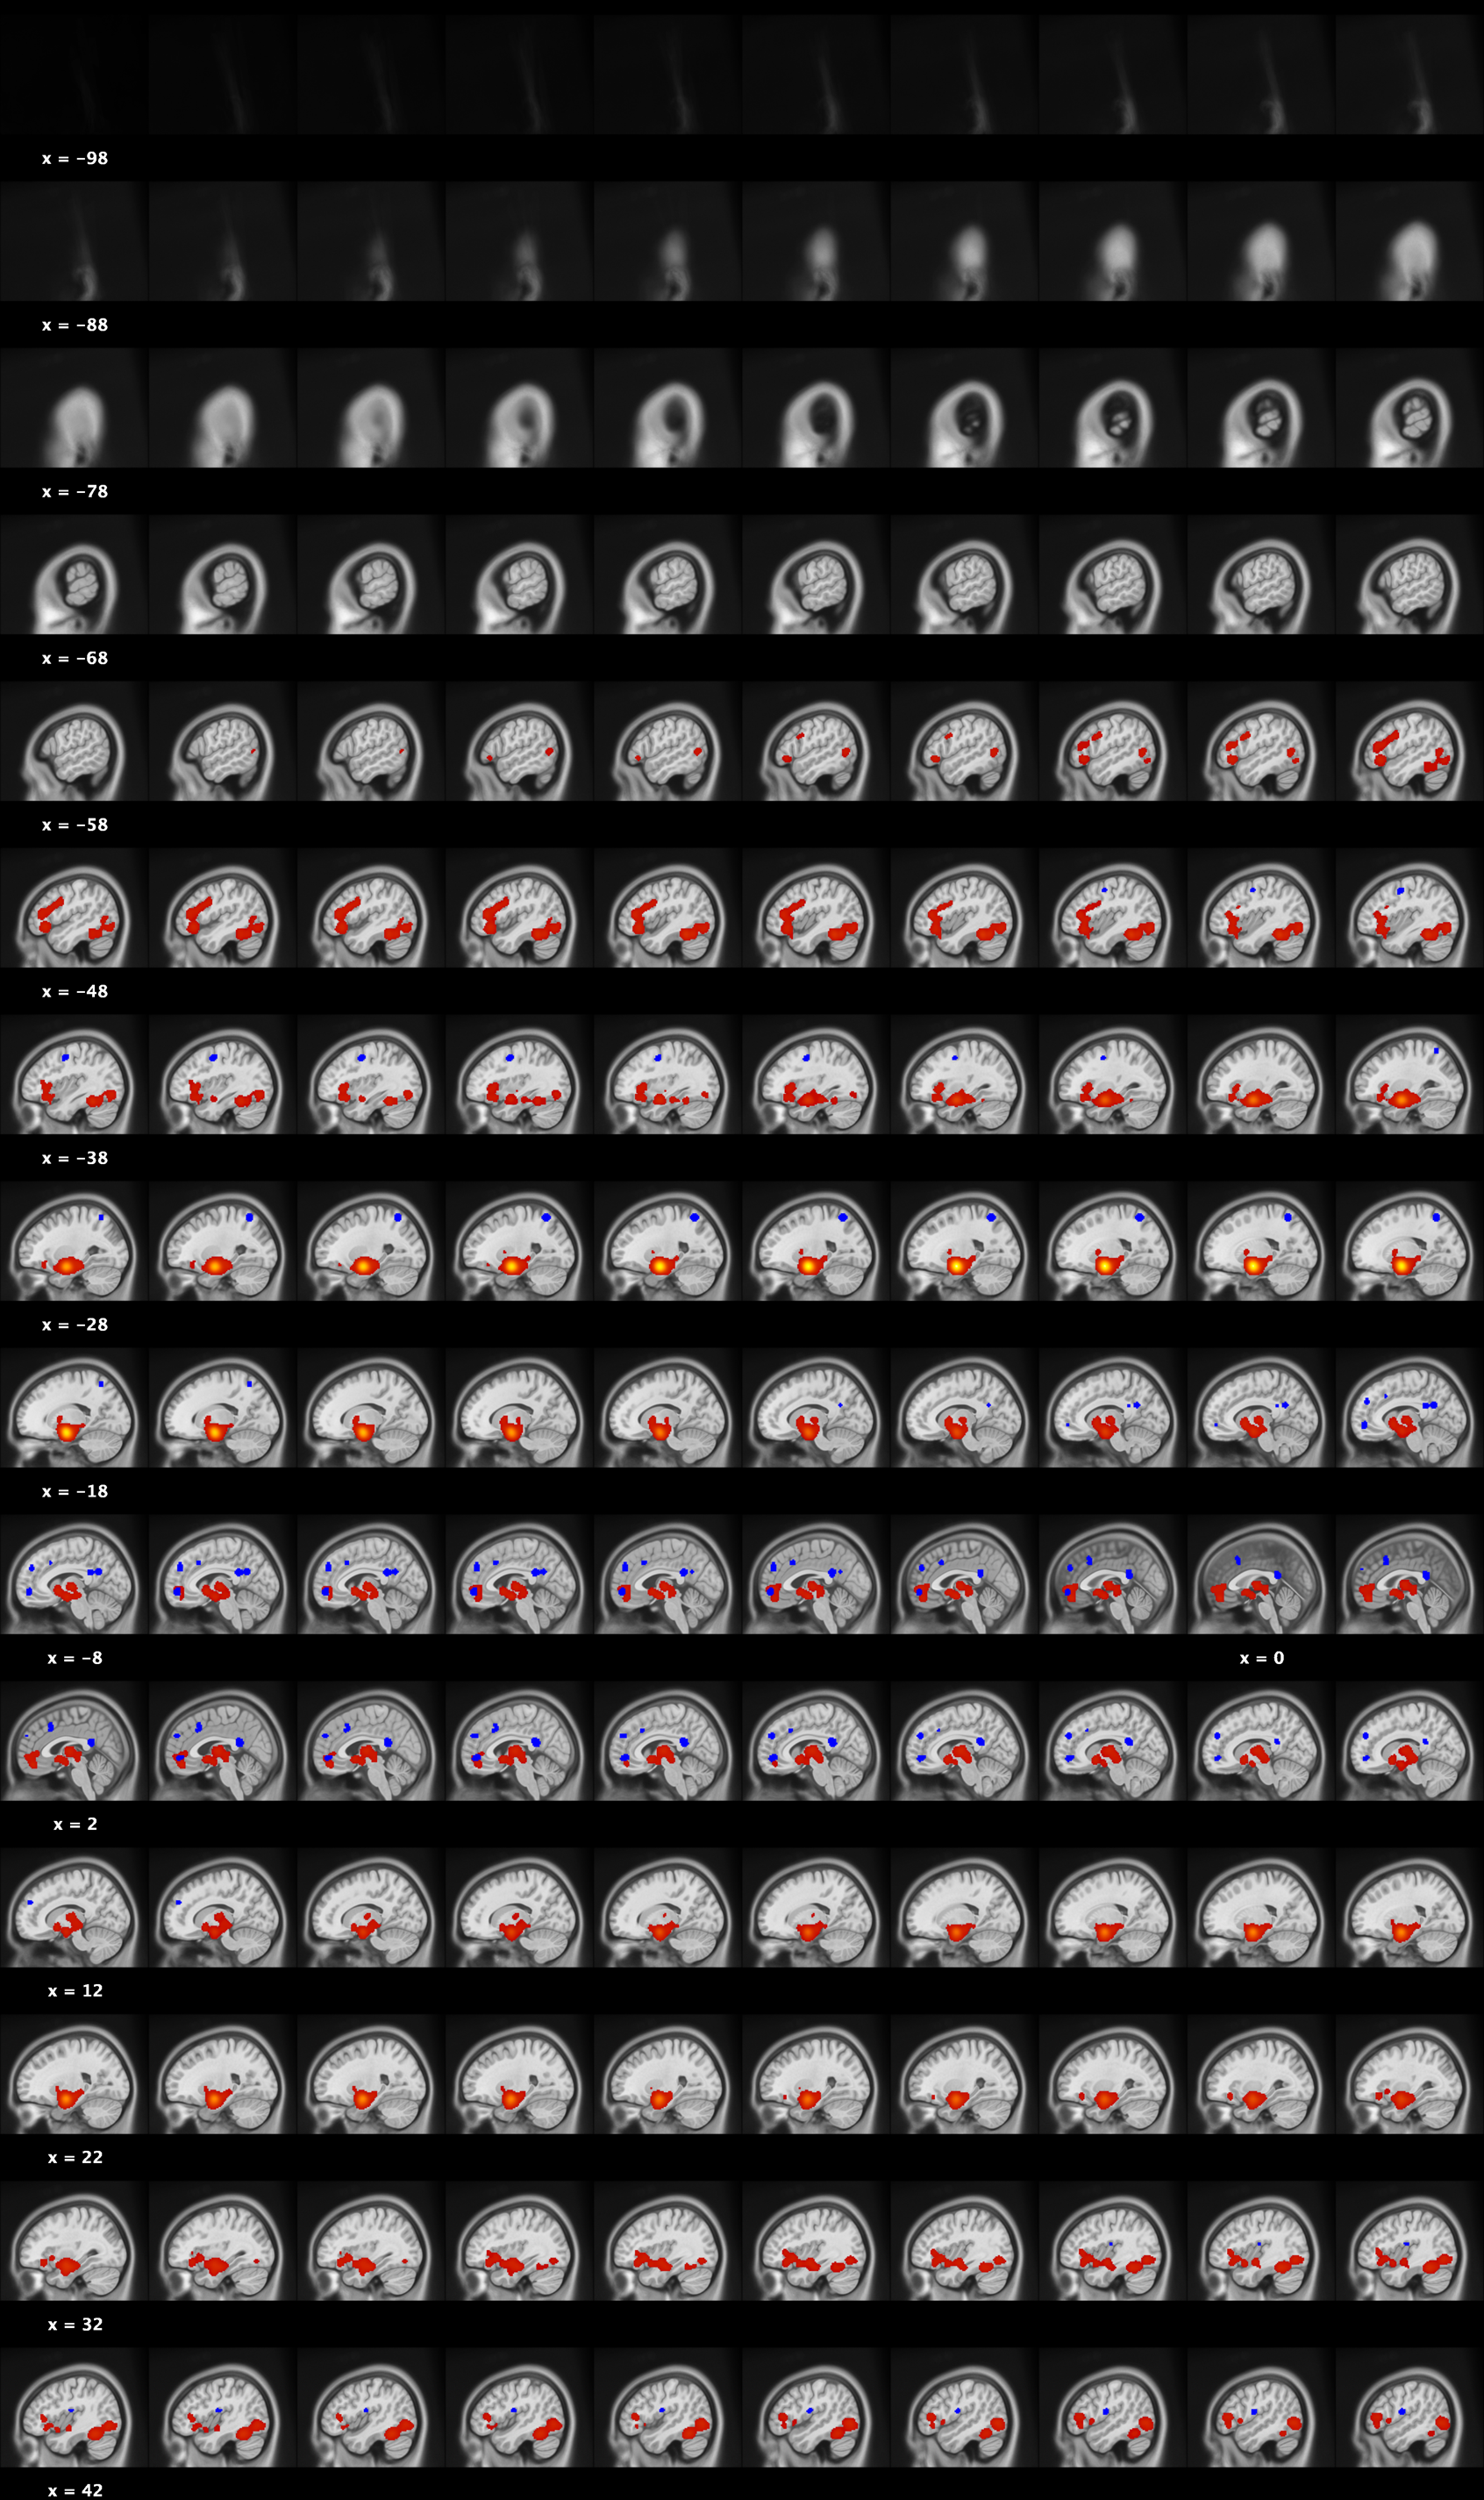 x = −98
x = −88
x = −78
x = −68
x = −58
x = −48
x = −38
x = −28
x = −18
x = −8 x = 0
x = 2
x = 12
x = 22
x = 32
x = 42